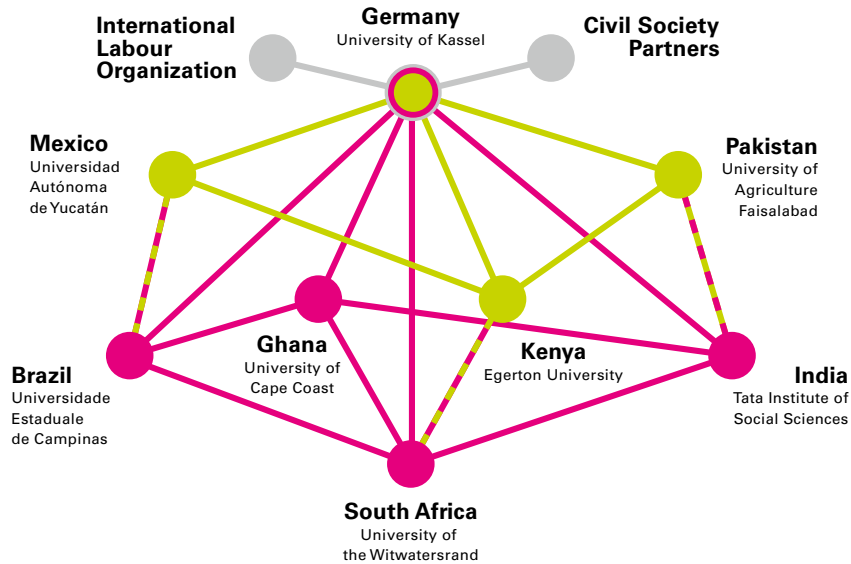 International
Labour
Organization
Germany
University of Kassel
Civil Society
Partners
Mexico
Universidad
Autónoma
de Yucatán
Pakistan
University of
Agriculture
Faisalabad
Brazil
Universidade
Estaduale
de Campinas
Ghana
University of
Cape Coast
Kenya
Egerton University
India
Tata Institute of
Social Sciences
South Africa
University of
the Witwatersrand